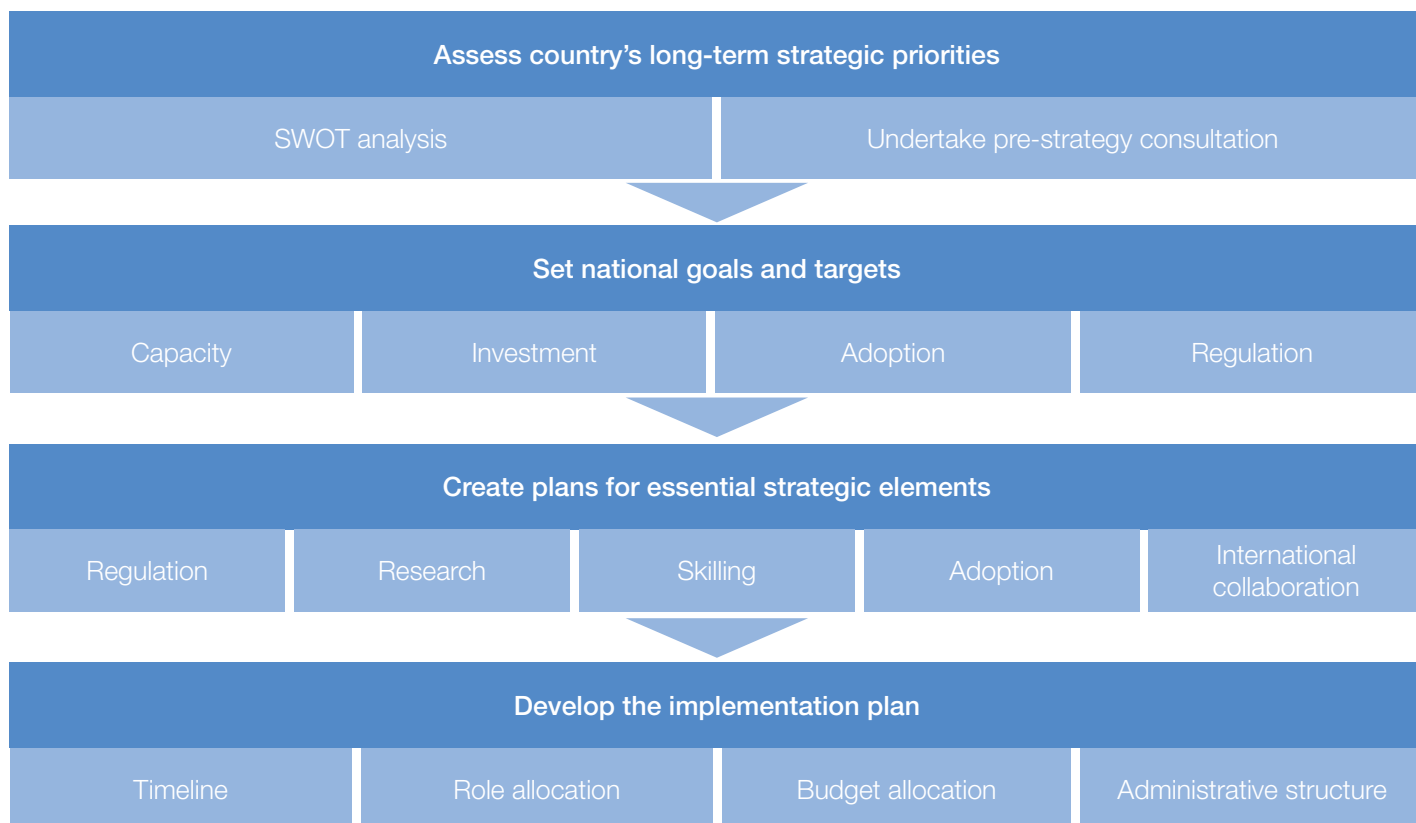 Assess country’s long-term strategic priorities
SWOT analysis
Undertake pre-strategy consultation
Set national goals and targets
Capacity
Investment
Adoption
Regulation
Create plans for essential strategic elements
Regulation
Research
Skilling
Adoption
International
collaboration
Develop the implementation plan
Timeline
Role allocation
Budget allocation
Administrative structure